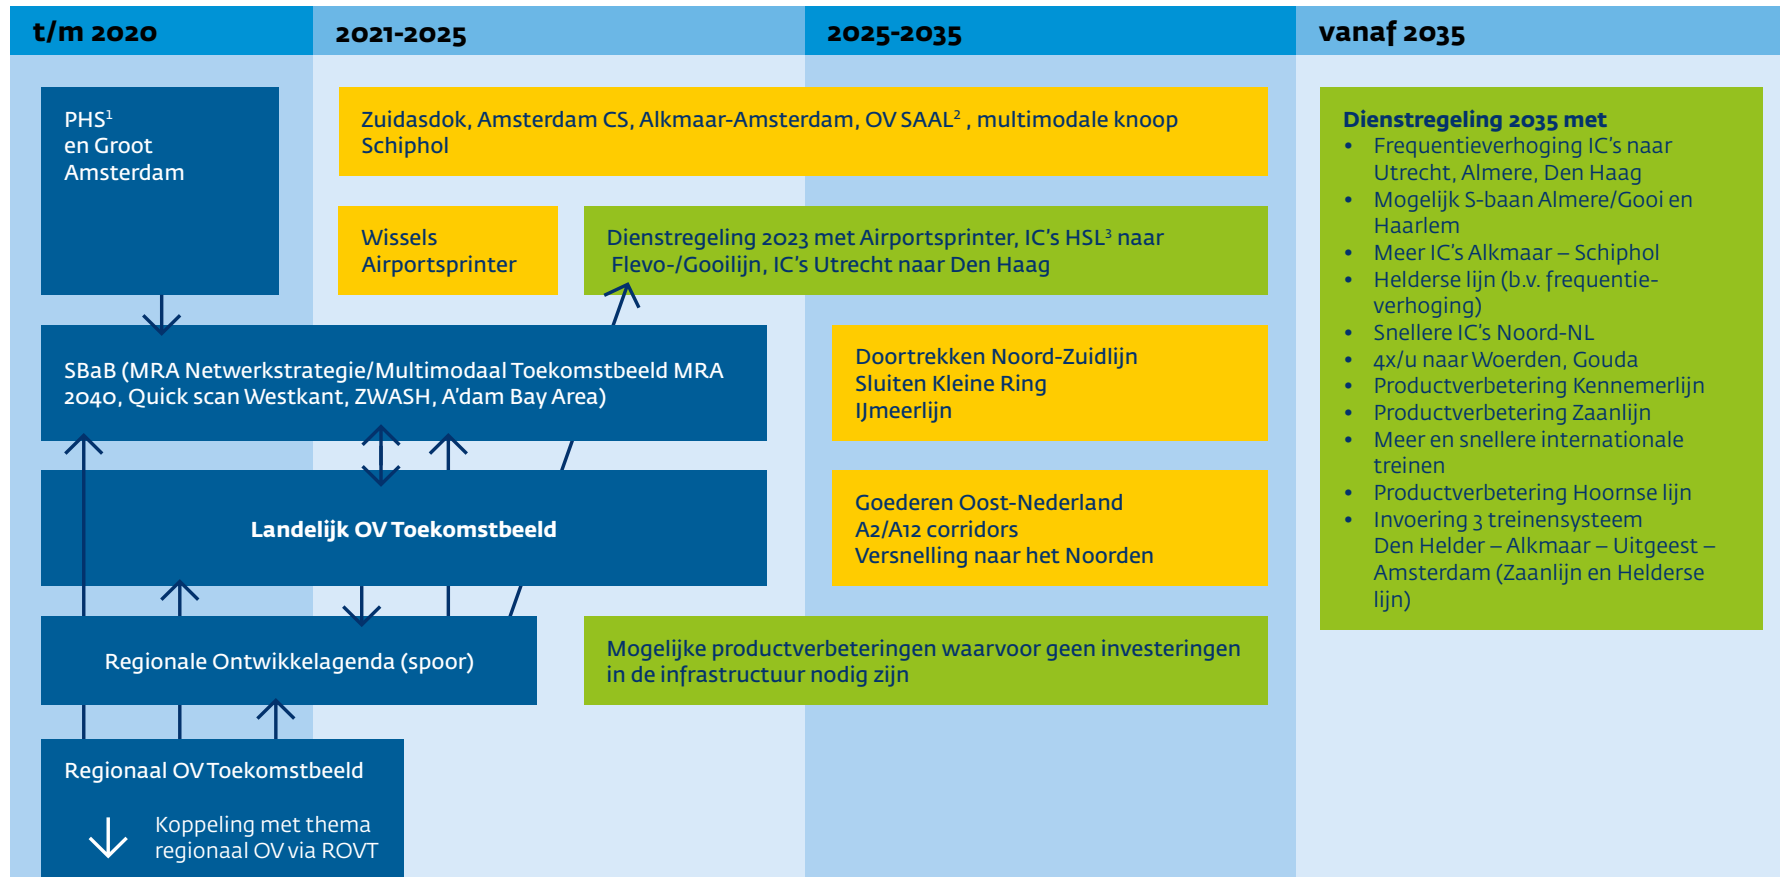 t/m 2020
2021-2025
2025-2035
vanaf 2035
PHS¹
en Groot
Amsterdam
Zuidasdok, Amsterdam CS, Alkmaar-Amsterdam, OV SAAL² , multimodale knoop
Schiphol
Wissels
Airportsprinter
Dienstregeling 2023 met Airportsprinter, IC's HSL³ naar
Flevo-/Gooilijn, IC's Utrecht naar Den Haag
SBaB (MRA Netwerkstrategie/Multimodaal Toekomstbeeld MRA
2040, Quick scan Westkant, ZWASH, A'dam Bay Area)
Doortrekken Noord-Zuidlijn
Sluiten Kleine Ring
IJmeerlijn
Landelijk OV Toekomstbeeld
Goederen Oost-Nederland
A2/A12 corridors
Versnelling naar het Noorden
Regionale Ontwikkelagenda (spoor)
Mogelijke productverbeteringen waarvoor geen investeringen
in de infrastructuur nodig zijn
Regionaal OV Toekomstbeeld
Koppeling met thema
regionaal OV via ROVT
Dienstregeling 2035 met
• Frequentieverhoging IC's naar
Utrecht, Almere, Den Haag
• Mogelijk S-baan Almere/Gooi en
Haarlem
• Meer IC's Alkmaar – Schiphol
• Helderse lijn (b.v. frequentie-
verhoging)
• Snellere IC's Noord-NL
• 4x/u naar Woerden, Gouda
• Productverbetering Kennemerlijn
• Productverbetering Zaanlijn
• Meer en snellere internationale
treinen
• Productverbetering Hoornse lijn
• Invoering 3 treinensysteem
Den Helder – Alkmaar – Uitgeest –
Amsterdam (Zaanlijn en Helderse
lijn)